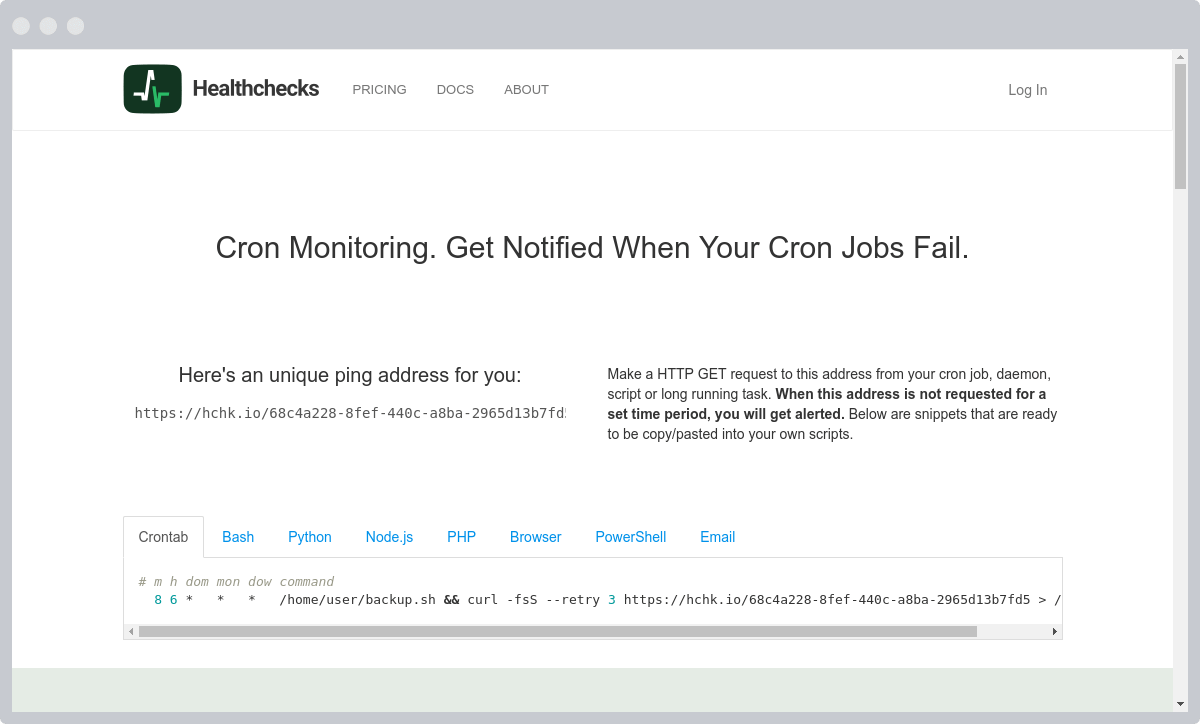 Healthchecks
PRICING
DOCS
ABOUT
Log In
Cron Monitoring. Get Notified When Your Cron Jobs Fail.
Here's an unique ping address for you:
https://hchk.io/68c4a228-8fef-440c-a8ba-2965d13b7fd
Make a HTTP GET request to this address from your cron job, daemon,
script or long running task. When this address is not requested for a
set time period, you will get alerted. Below are snippets that are ready
to be copy/pasted into your own scripts.
Crontab
Bash
Python
Node.js
PHP
Browser
PowerShell
Email
# m h dom mon dow command
8 6 * * * /home/user/backup.sh && curl -fsS --retry 3 https://hchk.io/68c4a228-8fef-440c-a8ba-2965d13b7fd5 > /